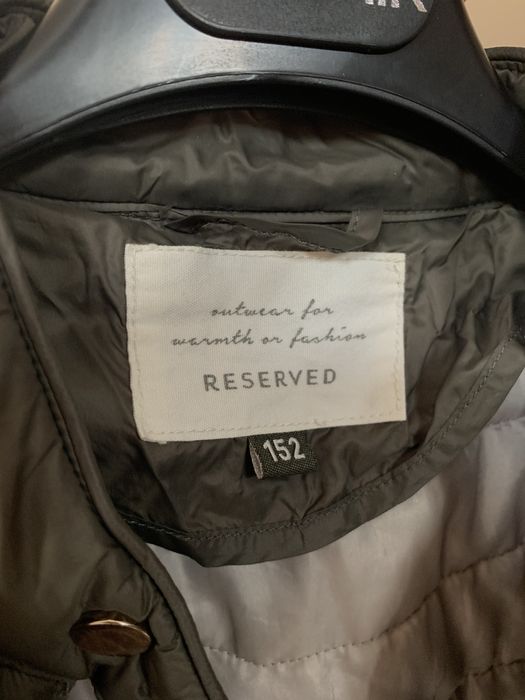 outwear for
warmth or fashion
RESERVED
152